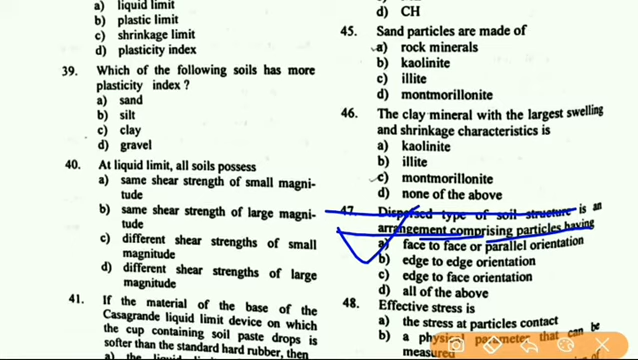 a) liquid limit
b) plastic limit
c) shrinkage limit
d) plasticity index
39. Which of the following soils has more
plasticity index ?
a) sand
b) silt
c) clay
d) gravel
40. At liquid limit, all soils possess
a) same shear strength of small magni-
tude
b) same shear strength of large magni-
tude
c) different shear strengths of small
magnitude
d) different shear strengths of large
magnitude
41. If the material of the base of the
Casagrande liquid limit device on which
the cup containing soil paste drops is
softer than the standard hard rubber, then
d) CH
45. Sand particles are made of
a) rock minerals
b) kaolinite
c) illite
d) montmorillonite
46. The clay mineral with the largest swelling
and shrinkage characteristics is
a) kaolinite
b) illite
c) montmorillonite
d) none of the above
47. Dispersed type of soil structure is an
arrangement comprising particles having
a) face to face or parallel orientation
b) edge to edge orientation
c) edge to face orientation
d) all of the above
48. Effective stress is
a) the stress at particles contact
b) a physical parameter that can be
measured